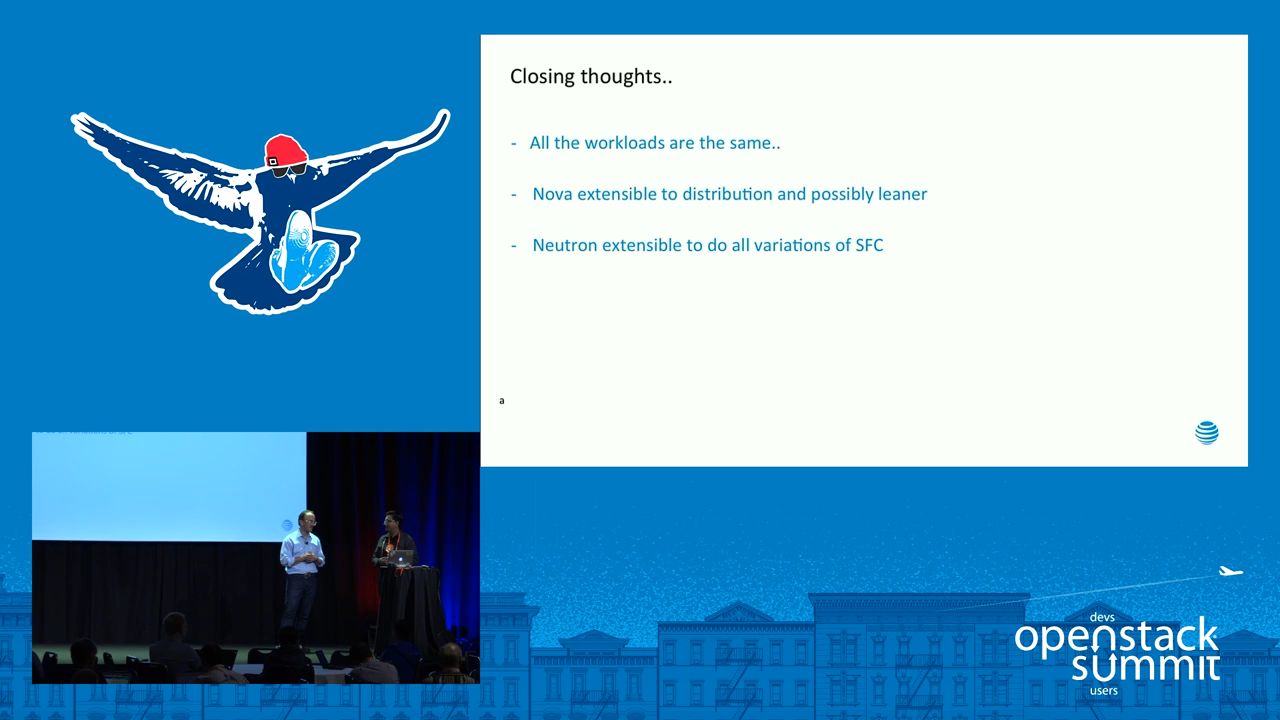 Closing thoughts..
- All the workloads are the same..
- Nova extensible to distribution and possibly leaner
- Neutron extensible to do all variations of SFC
a
devs
openstack
summit
users